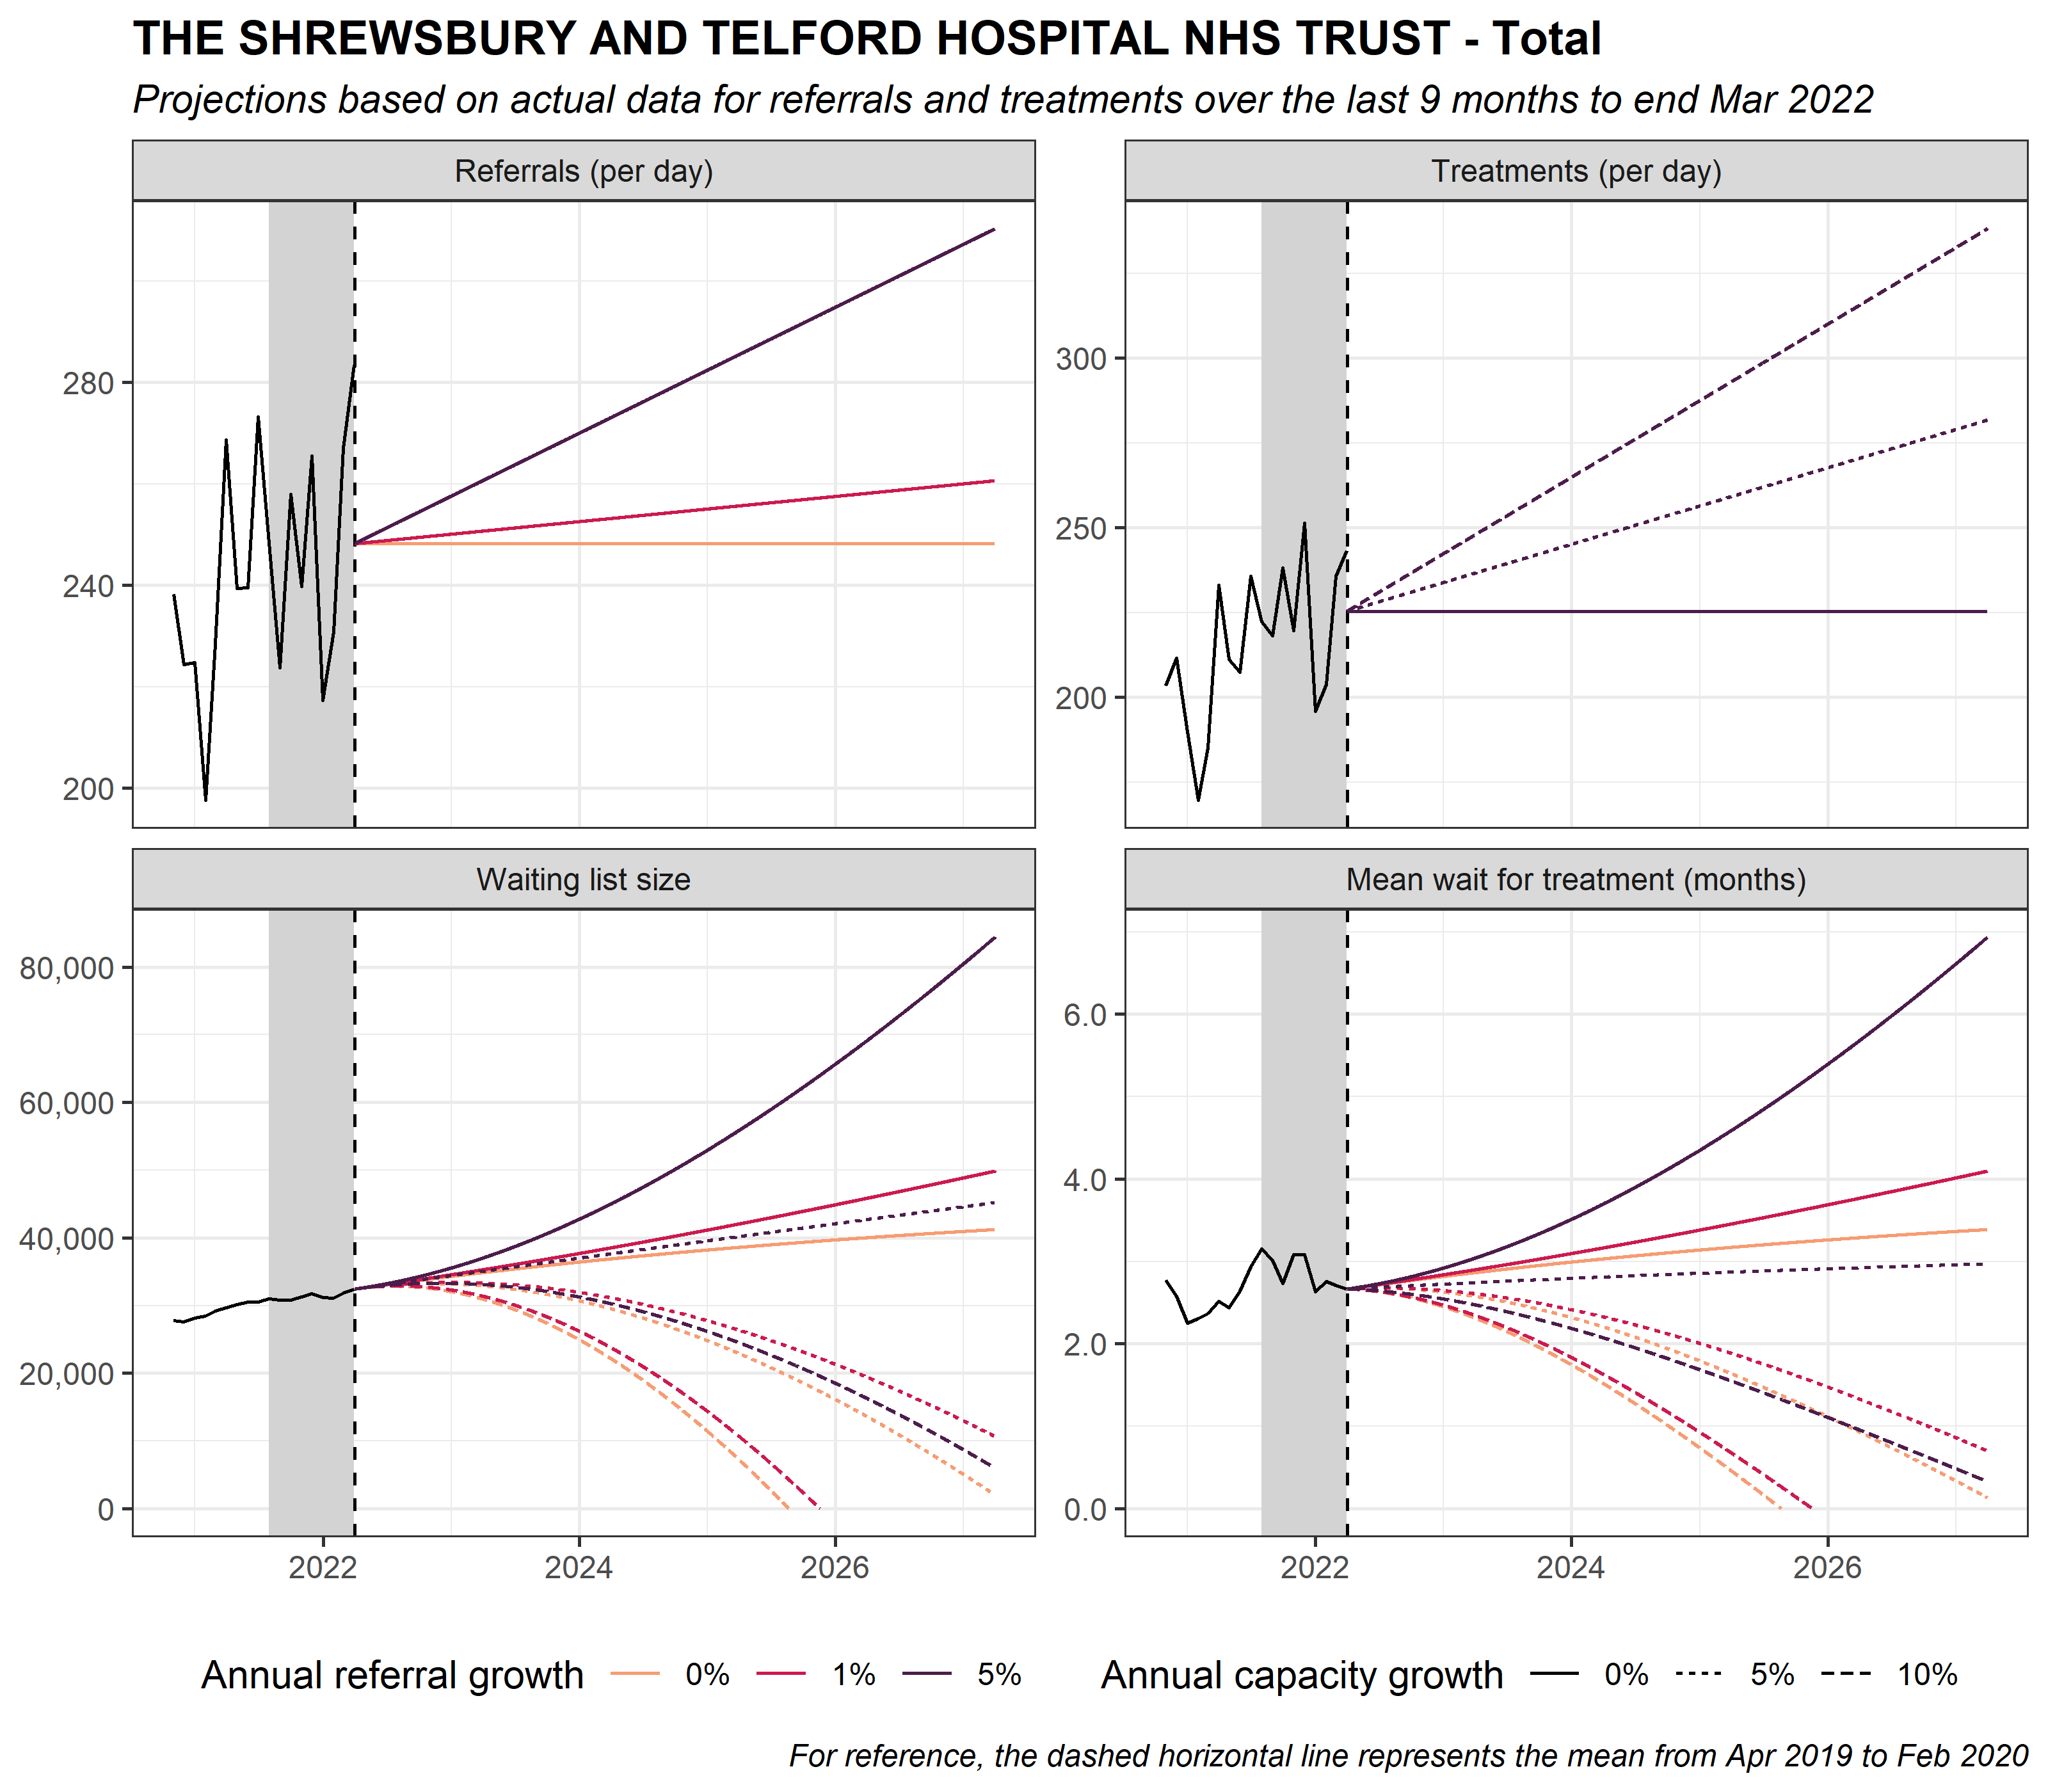 THE SHREWSBURY AND TELFORD HOSPITAL NHS TRUST - Total
Projections based on actual data for referrals and treatments over the last 9 months to end Mar 2022
Referrals (per day)
280
240
200
Treatments (per day)
300
250
200
Waiting list size
80,000
60,000
40,000
20,000
0
2022 2024 2026
Mean wait for treatment (months)
6.0
4.0
2.0
0.0
2022 2024 2026
Annual referral growth 0% 1% 5%
Annual capacity growth 0% 5% 10%
For reference, the dashed horizontal line represents the mean from Apr 2019 to Feb 2020